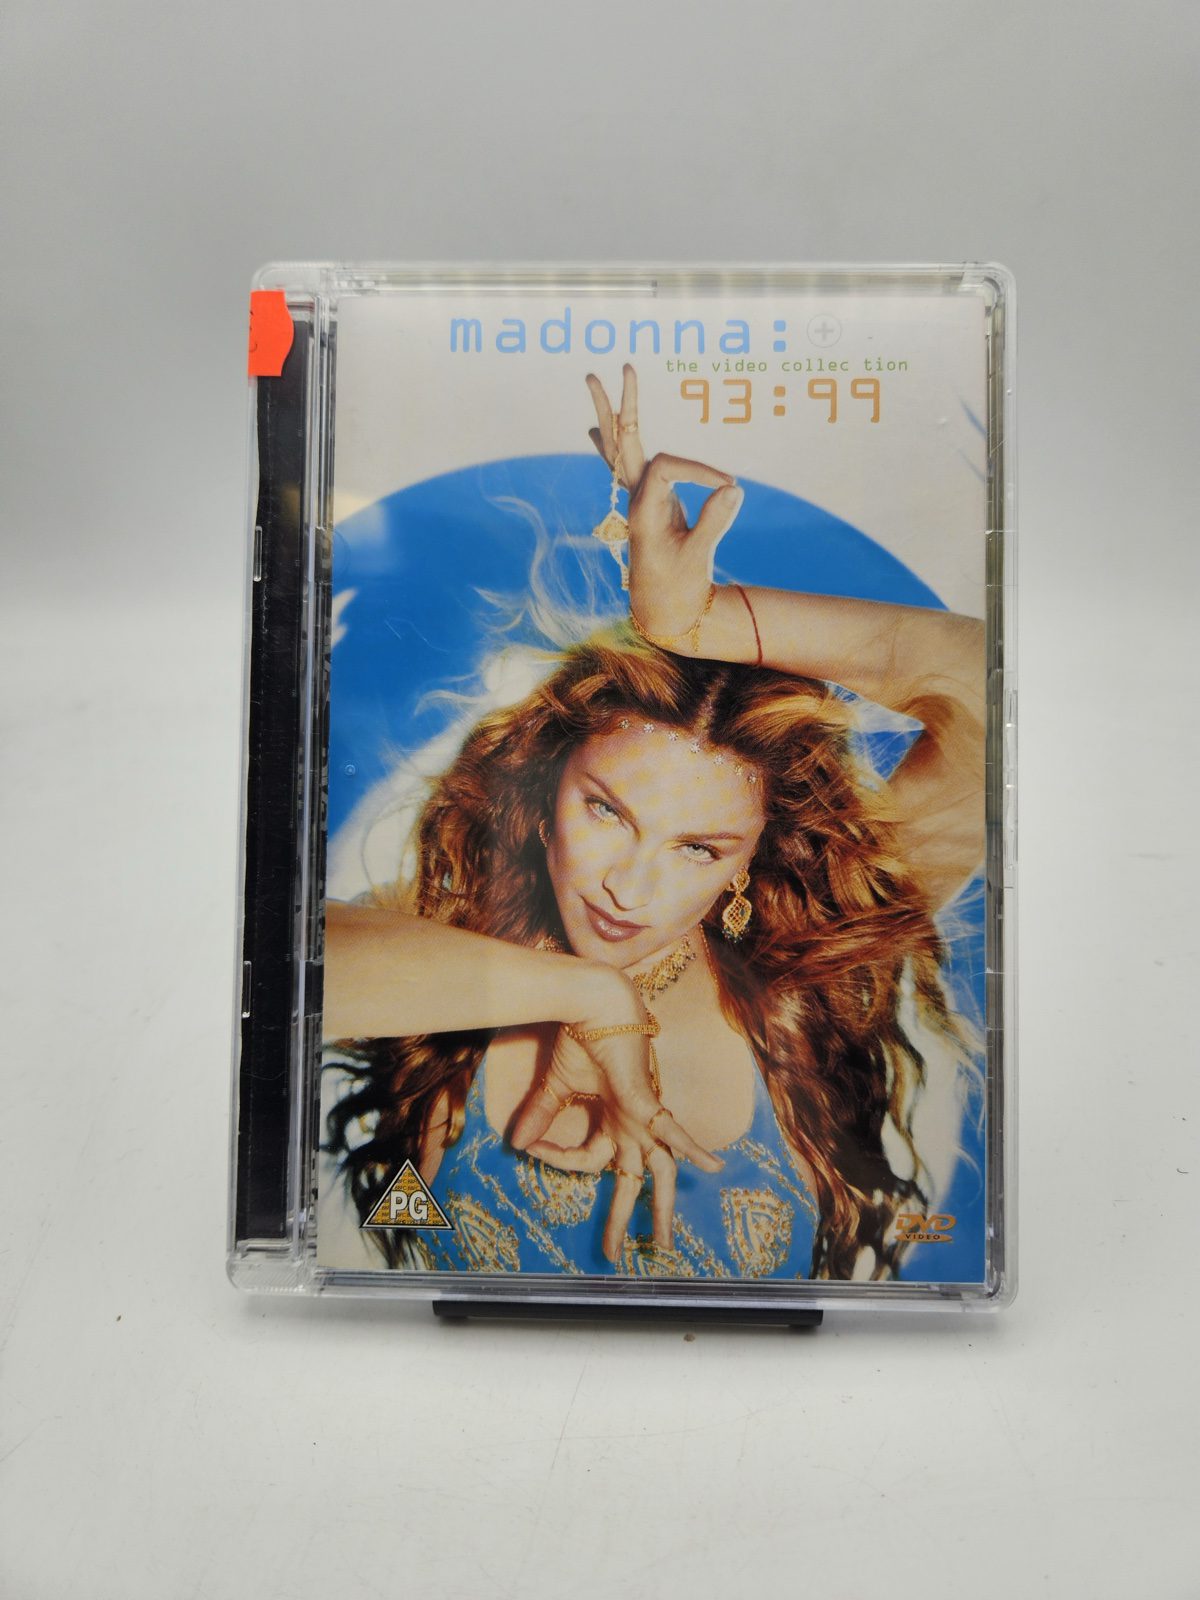 madonna:
the video collec tion
93:99
PG
DVD
VIDEO